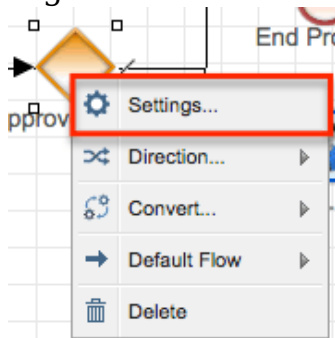 End Pro
pprov
Settings...
Direction...
Convert...
Default Flow
Delete